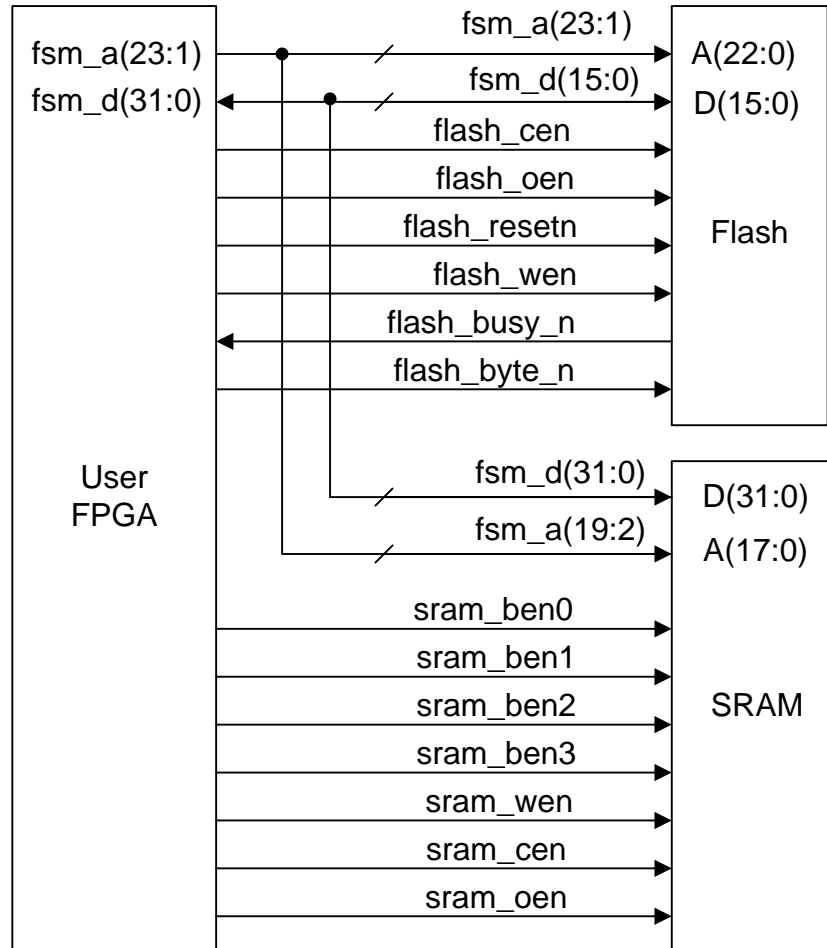 fsm_a(23:1)
fsm_a(23:1)
A(22:0)
fsm_d(31:0)
fsm_d(15:0)
D(15:0)
flash_cen
flash_oen
flash_resetn
Flash
flash_wen
flash_busy_n
flash_byte_n
User
FPGA
fsm_d(31:0)
D(31:0)
fsm_a(19:2)
A(17:0)
sram_ben0
sram_ben1
sram_ben2
SRAM
sram_ben3
sram_wen
sram_cen
sram_oen